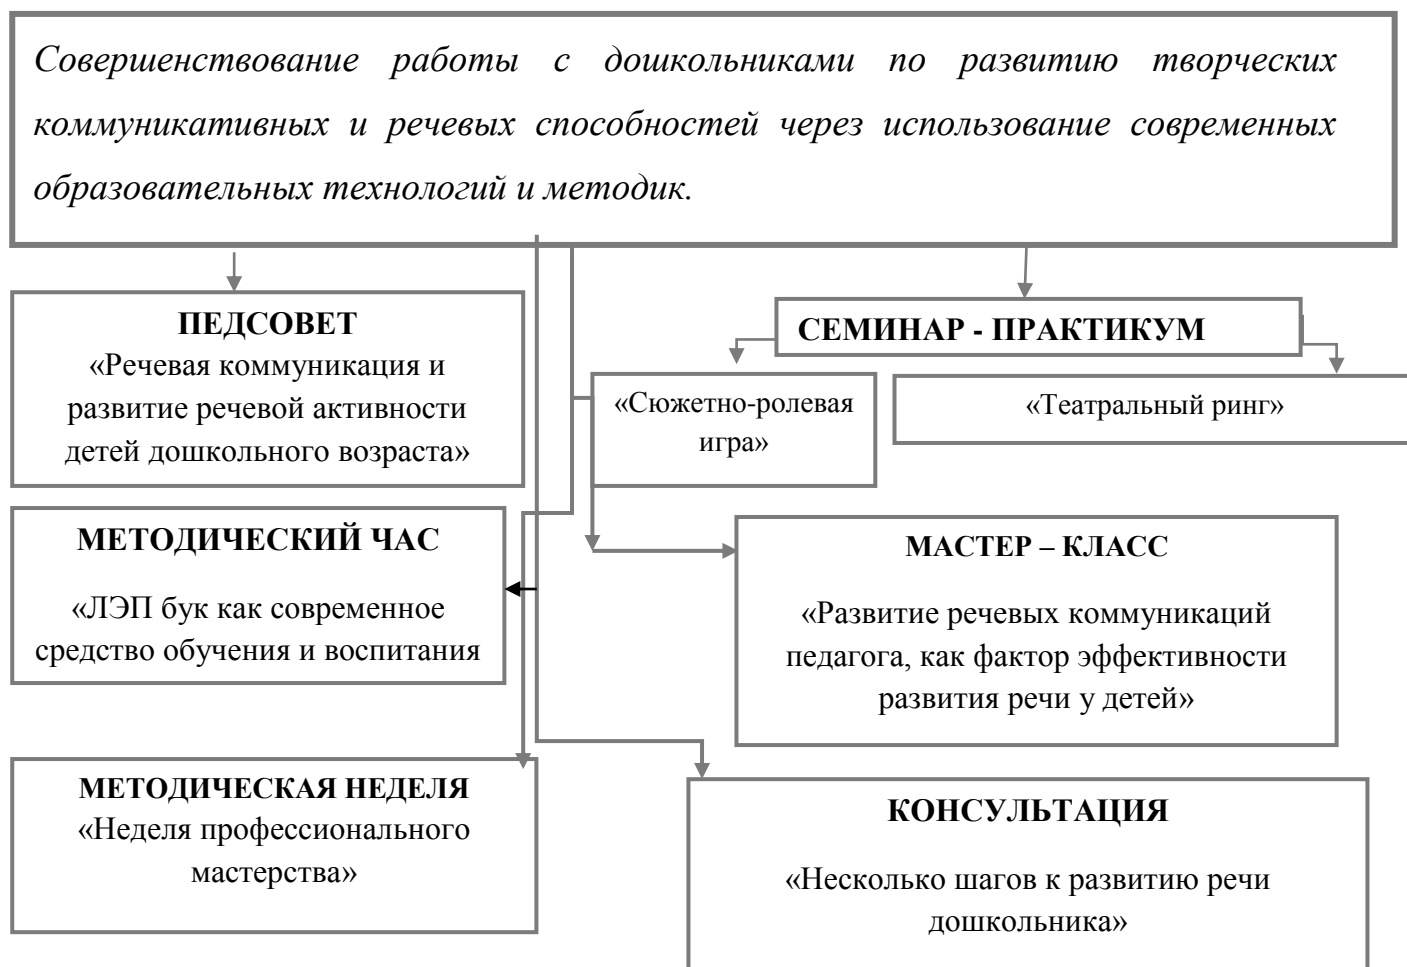 Совершенствование работы с дошкольниками по развитию творческих
коммуникативных и речевых способностей через использование современных
образовательных технологий и методик.
ПЕДСОВЕТ
«Речевая коммуникация и
развитие речевой активности
детей дошкольного возраста»
СЕМИНАР - ПРАКТИКУМ
«Сюжетно-ролевая
игра»
«Театральный ринг»
МЕТОДИЧЕСКИЙ ЧАС
«ЛЭП бук как современное
средство обучения и воспитания
МАСТЕР – КЛАСС
«Развитие речевых коммуникаций
педагога, как фактор эффективности
развития речи у детей»
МЕТОДИЧЕСКАЯ НЕДЕЛЯ
«Неделя профессионального
мастерства»
КОНСУЛЬТАЦИЯ
«Несколько шагов к развитию речи
дошкольника»